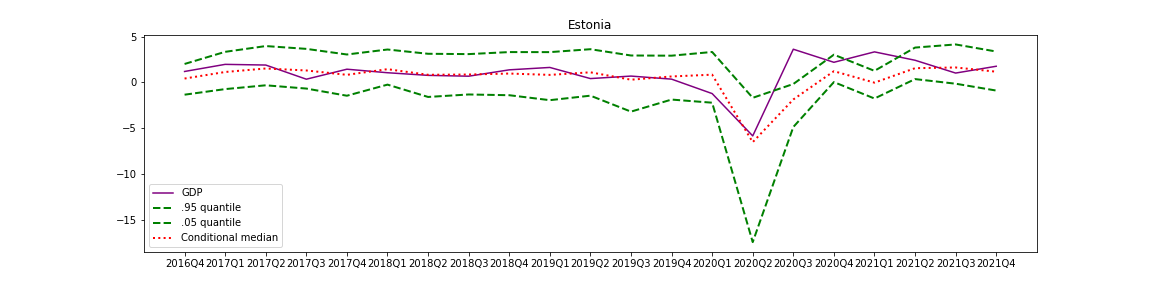 Estonia
5
0
−5
−10
−15
GDP
.95 quantile
.05 quantile
Conditional median
2016Q4 2017Q1 2017Q2 2017Q3 2017Q4 2018Q1 2018Q2 2018Q3 2018Q4 2019Q1 2019Q2 2019Q3 2019Q4 2020Q1 2020Q2 2020Q3 2020Q4 2021Q1 2021Q2 2021Q3 2021Q4